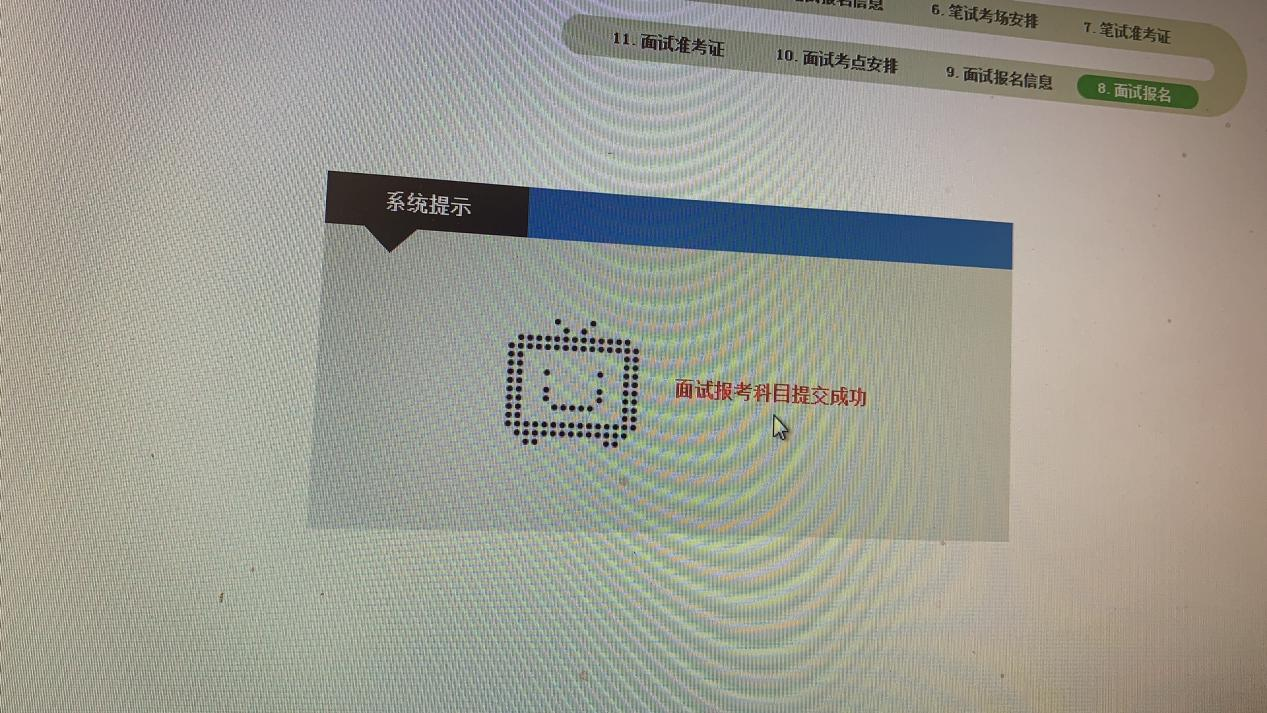 6. 笔试考场安排
7. 笔试准考证
11. 面试准考证
10. 面试考点安排
9. 面试报名信息
8. 面试报名
系统提示
面试报考科目提交成功